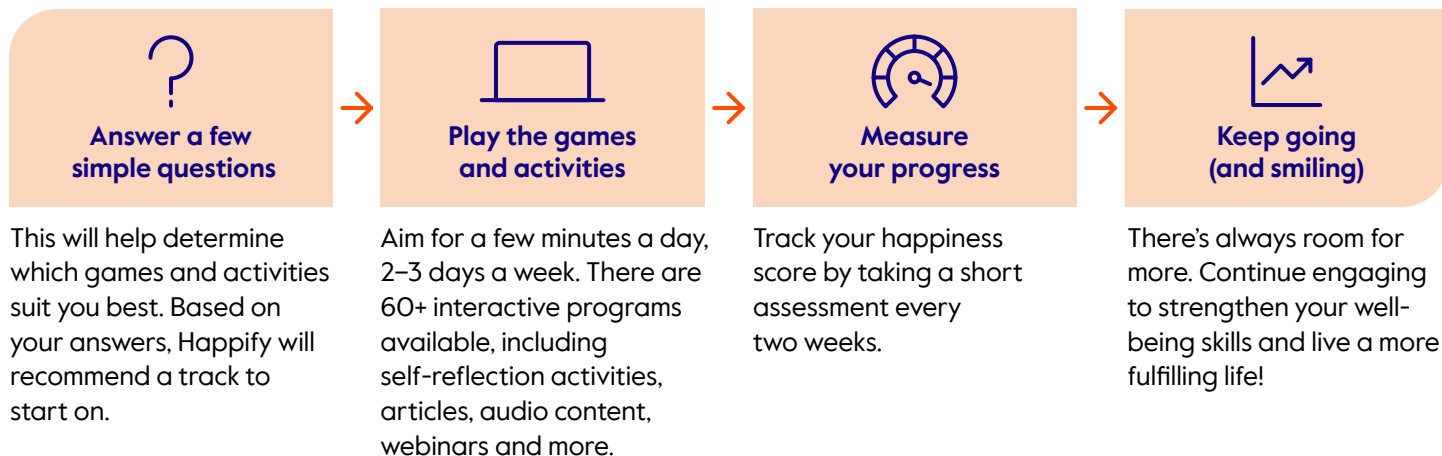 Answer a few
simple questions
This will help determine
which games and activities
suit you best. Based on
your answers, Happify will
recommend a track to
start on.
Play the games
and activities
Aim for a few minutes a day,
2–3 days a week. There are
60+ interactive programs
available, including
self-reflection activities,
articles, audio content,
webinars and more.
Measure
your progress
Track your happiness
score by taking a short
assessment every
two weeks.
Keep going
(and smiling)
There’s always room for
more. Continue engaging
to strengthen your well-
being skills and live a more
fulfilling life!